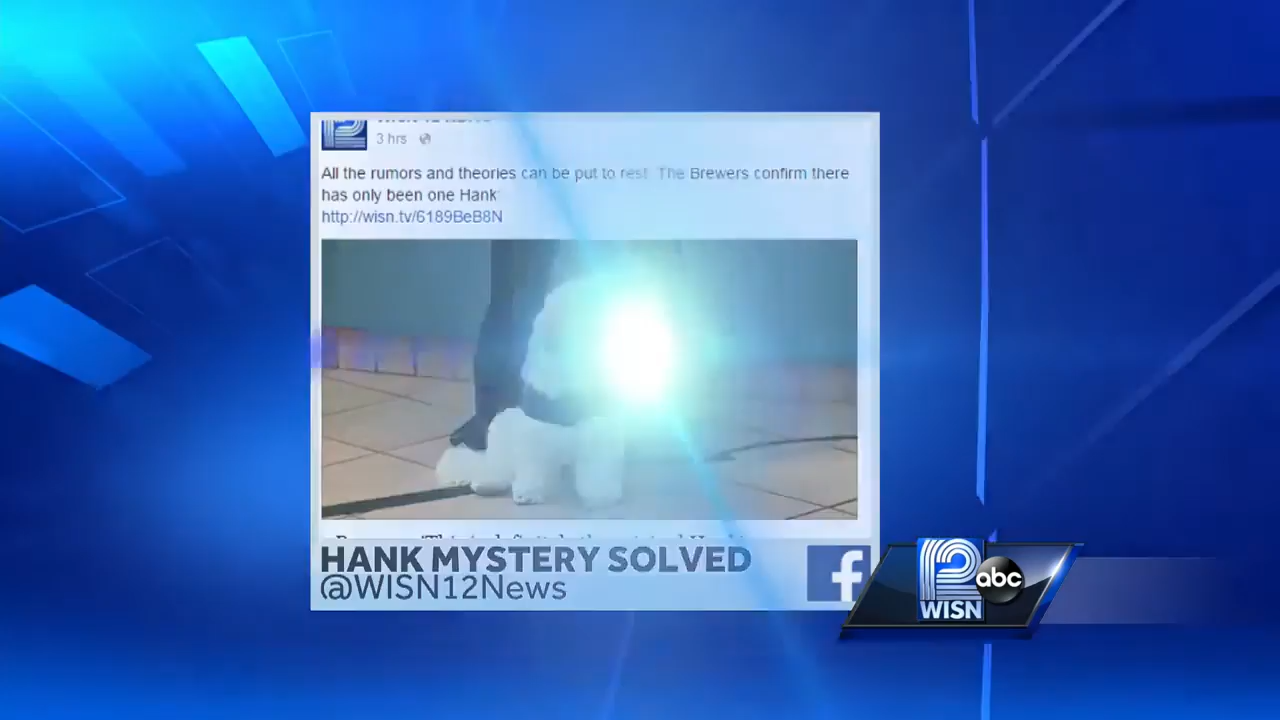 3 hrs
All the rumors and theories can be put to rest. The Brewers confirm there
has only been one Hank
http://wisn.tv/6189BeB8N
HANK MYSTERY SOLVED
@WISN12News
f
12
abc
WISN